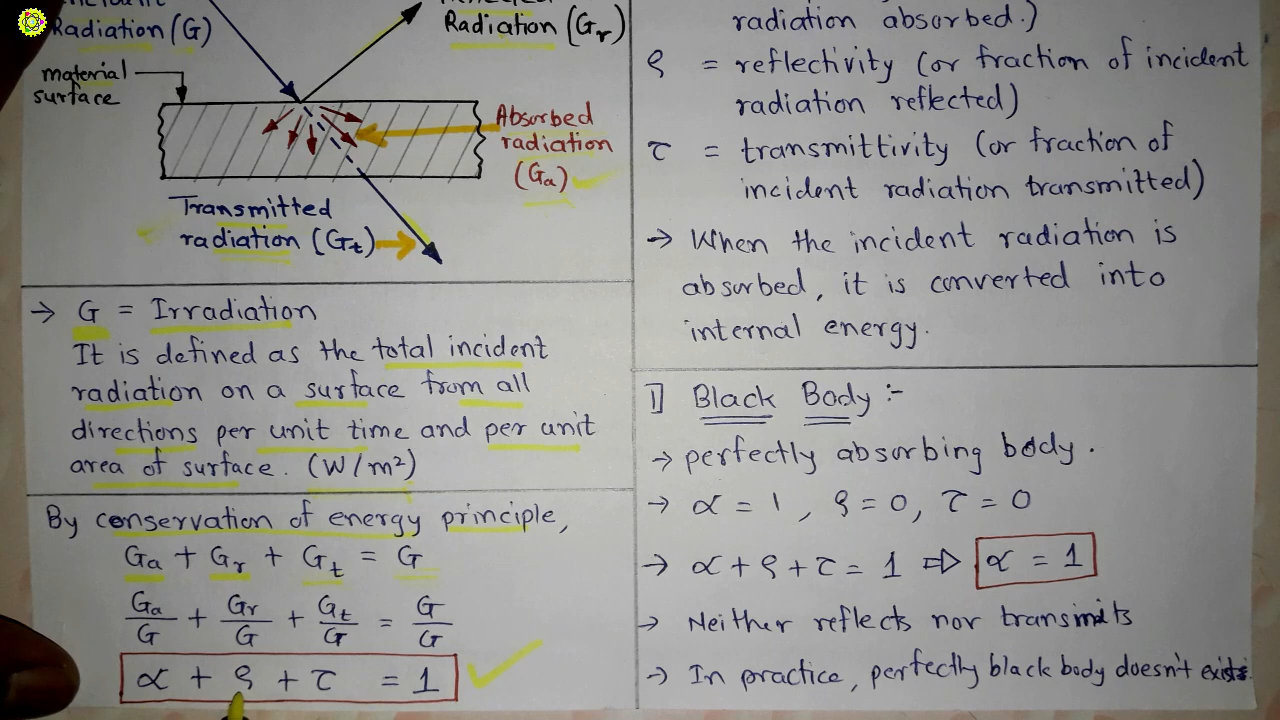 Radiation (G)
Radiation (Gr)
material
surface
Absorbed
radiation
(Ga)
Transmitted
radiation (Gt)
→ G = Irradiation
It is defined as the total incident
radiation on a surface from all
directions per unit time and per unit
area of surface. (W/m²)
By conservation of energy principle,
Ga + Gr + Gt = G
Ga/G + Gr/G + Gt/G = G/G
α + ρ + τ = 1
radiation absorbed.)
ρ = reflectivity (or fraction of incident
radiation reflected)
τ = transmittivity (or fraction of
incident radiation transmitted)
→ When the incident radiation is
absorbed, it is converted into
internal energy.
1] Black Body :-
→ perfectly absorbing body.
→ α = 1, ρ = 0, τ = 0
→ α + ρ + τ = 1 ⇒ α = 1
→ Neither reflects nor transmits
→ In practice, perfectly black body doesn't exists.